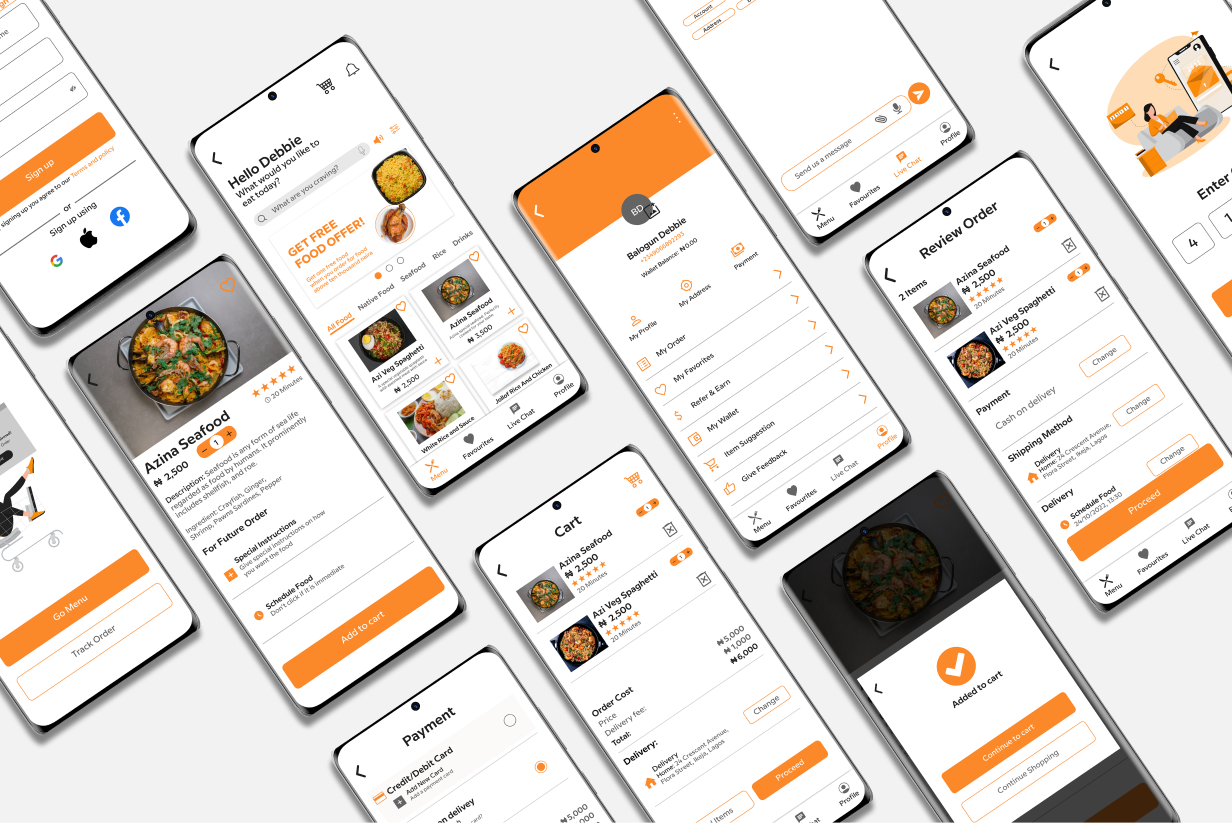 Sign up
signing up you agree to our Terms and policy
or
Sign up using
Go Menu
Track Order
20 Minutes
Azina Seafood
₦ 2,500
- 1 +
Description: Seafood is any form of sea life
regarded as food by humans, it prominently
includes shellfish, and roe.
Ingredient: Crayfish, Ginger,
Shrimp, Pawns Sardines, Pepper
For Future Order
Special Instructions
Give special instructions on how
you want the food
Schedule Food
Don't click if it is immediate
Add to cart
Hello Debbie
What would you like to
eat today?
What are you craving?
GET FREE
FOOD OFFER!
Get one free food
when you order for food
above ten thousand naira
All Food
Native Food
Seafood
Rice
Drinks
Azi Veg Spaghetti
₦ 2,500
Azina Seafood
₦ 3,500
White Rice and Sauce
Jollof Rice And Chicken
Menu
Favourites
Live Chat
Profile
Payment
Credit/Debit Card
Add New Card
Add a payment card
₦5,000
BD
Balogun Debbie
Wallet Balance: ₦0.00
My Profile
My Address
Payment
My Order
My Favorites
Refer & Earn
My Wallet
Item Suggestion
Give Feedback
Menu
Favourites
Live Chat
Profile
Cart
Azina Seafood
₦ 2,500
20 Minutes
Azi Veg Spaghetti
₦ 2,500
20 Minutes
Order Cost
Price
₦5,000
Delivery fee:
₦1,000
Total:
₦6,000
Delivery:
Delivery
Home: 24 Crescent Avenue,
Flora Street, Ikeja, Lagos
Change
Items
Proceed
Profile
Account
Address
Send us a message
Menu
Favourites
Live Chat
Profile
Review Order
2 Items
Azina Seafood
₦ 2,500
20 Minutes
Azi Veg Spaghetti
₦ 2,500
20 Minutes
Payment
Cash on delivey
Change
Shipping Method
Delivery
Home: 24 Crescent Avenue,
Flora Street, Ikeja, Lagos
Change
Delivery
Schedule Food
24/10/2022, 13:30
Change
Proceed
Menu
Favourites
Live Chat
Added to cart
Continue to cart
Continue Shopping
Enter
4